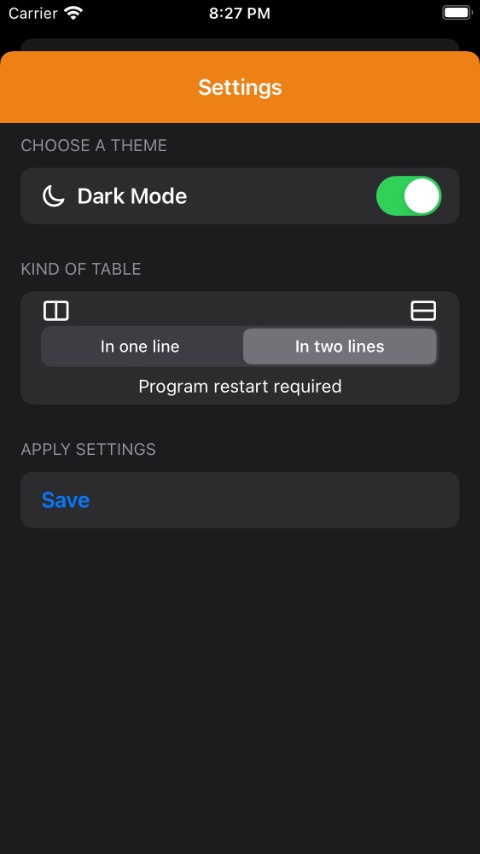 Carrier 8:27 PM
Settings
CHOOSE A THEME
Dark Mode
KIND OF TABLE
In one line In two lines
Program restart required
APPLY SETTINGS
Save